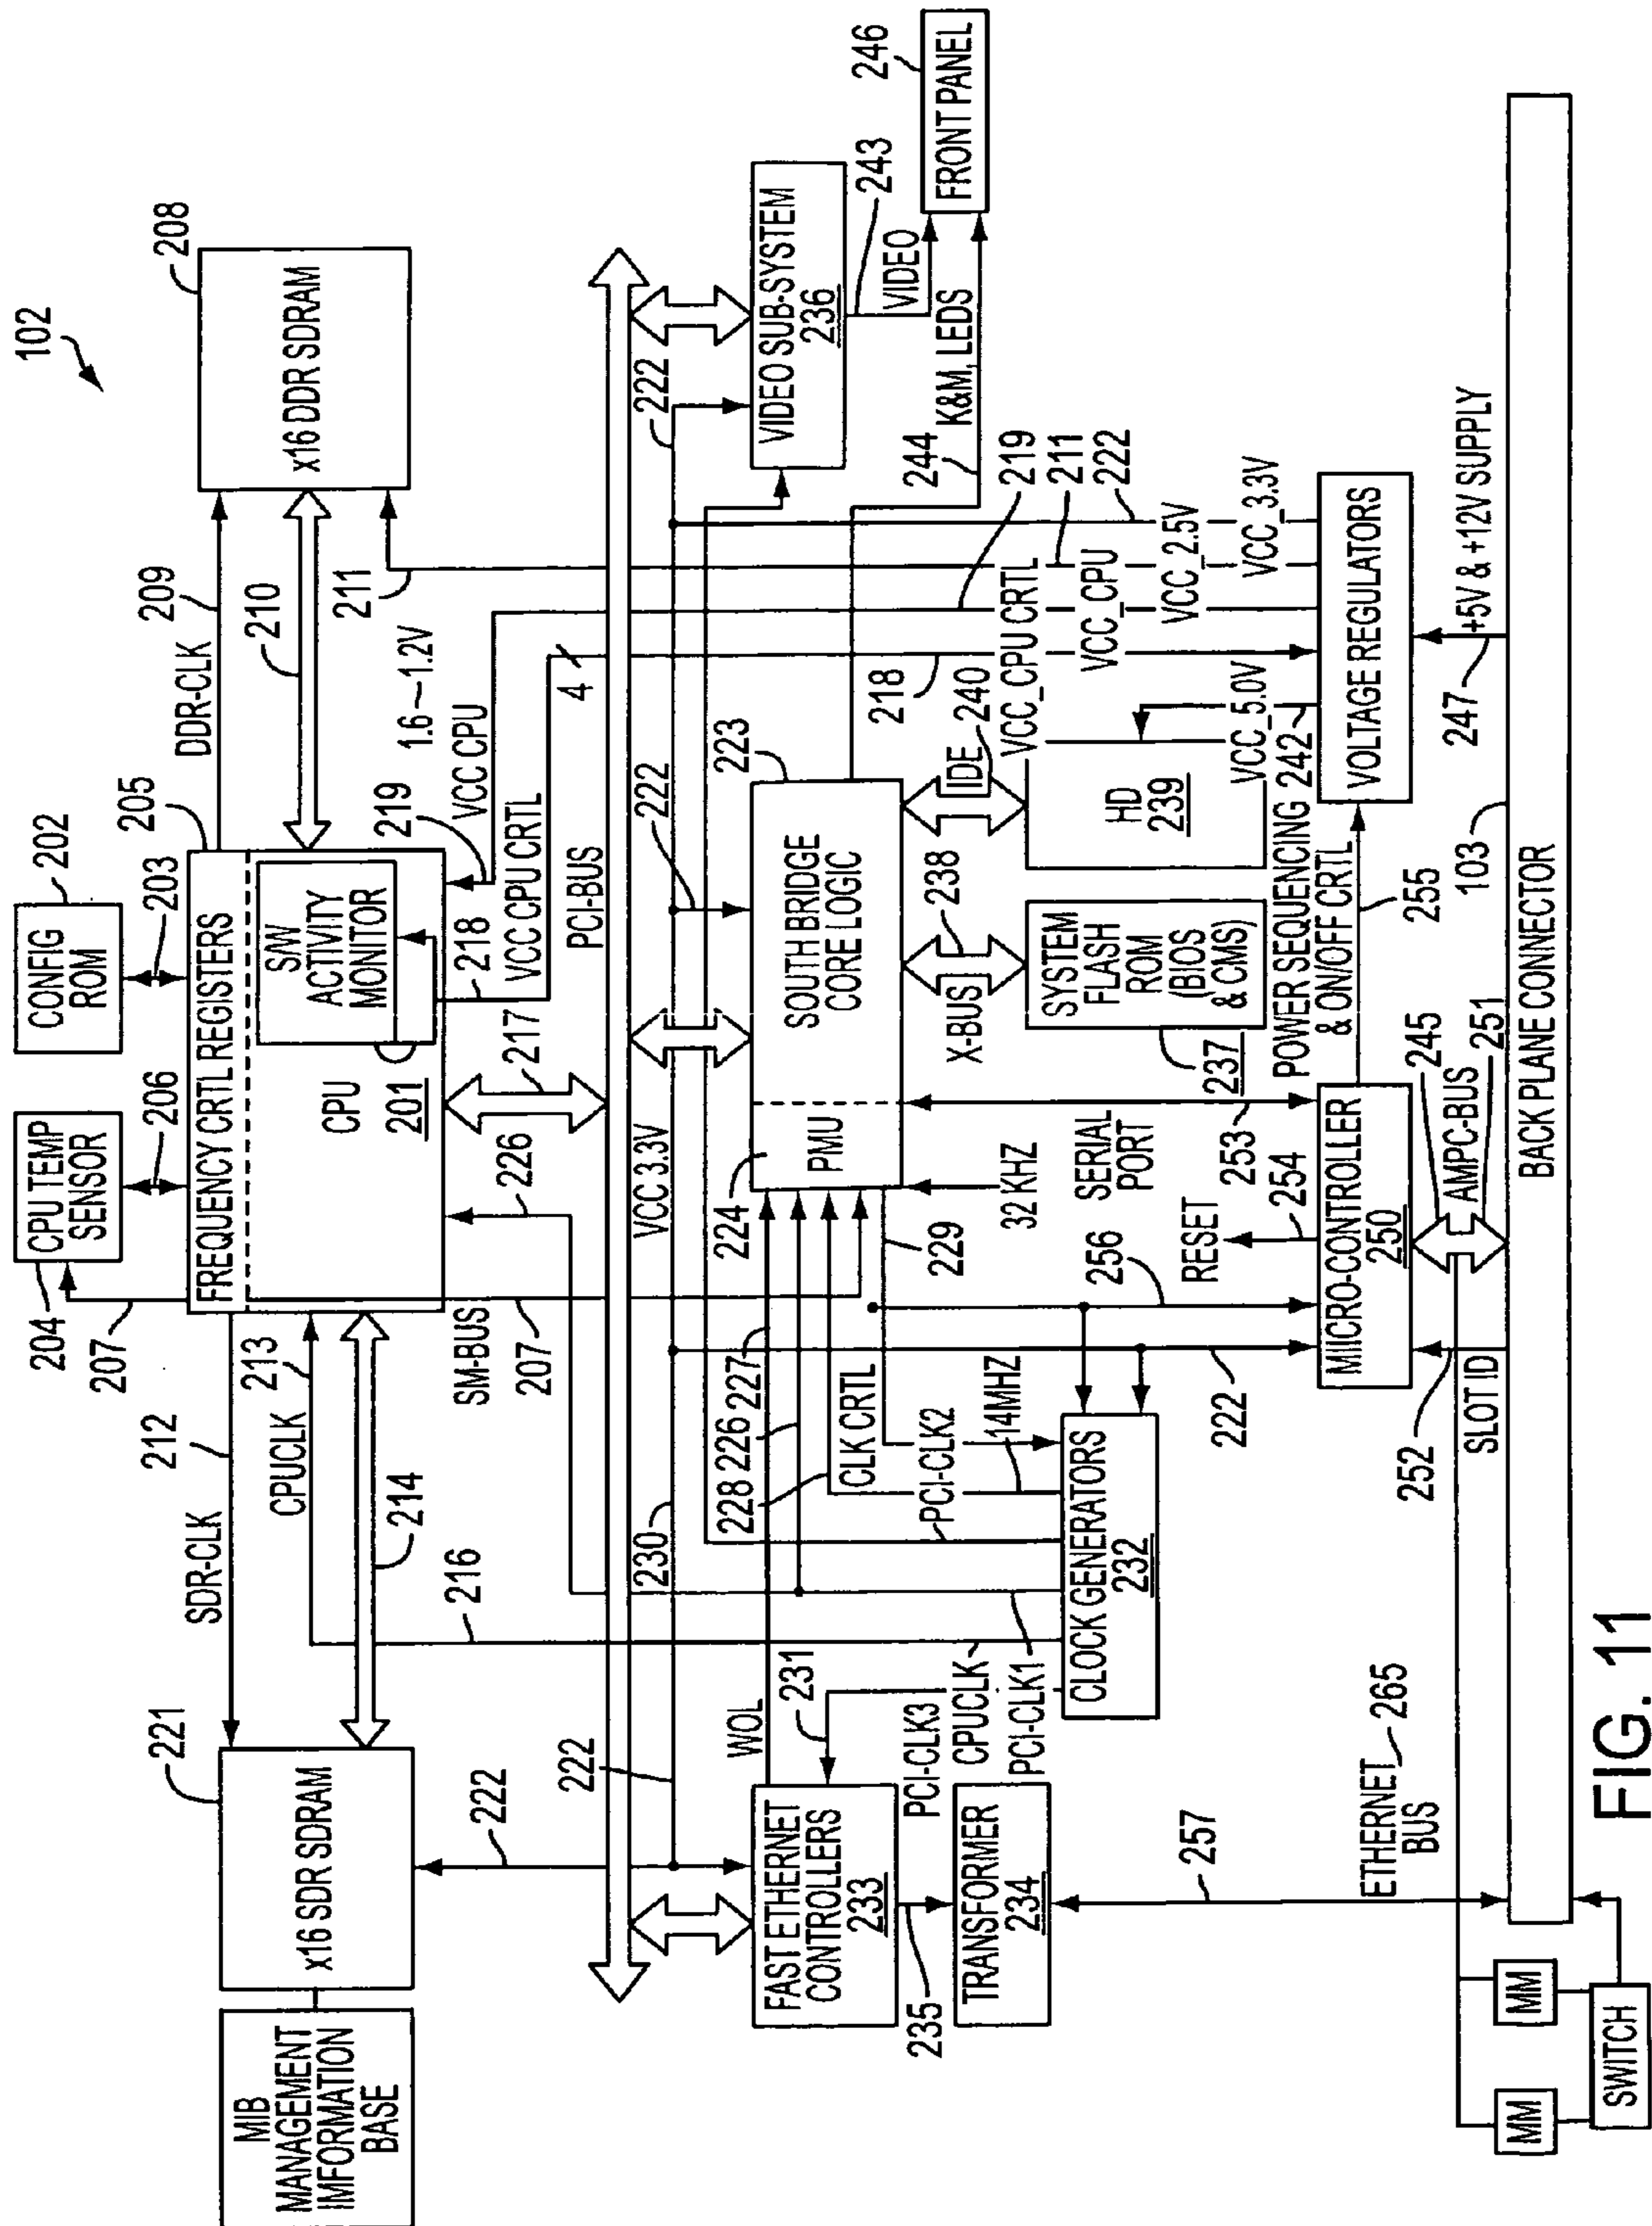 102
CPU TEMP
SENSOR
204
207
206
CONFIG
ROM
202
203
205
208
x16 DDR SDRAM
DDR-CLK
209
210
211
1.6~1.2V
VCC CPU
219
VCC CPU CRTL
218
4
FREQUENCY CRTL REGISTERS
S/W
ACTIVITY
MONITOR
CPU
201
217
226
SDR-CLK
212
213
CPUCLK
214
216
SM-BUS
207
221
x16 SDR SDRAM
MIB
MANAGEMENT
IMFORMATION
BASE
222
222
PCI-BUS
VCC 3.3V
230
222
222
VIDEO SUB-SYSTEM
236
VIDEO
243
FRONT PANEL
246
K&M, LEDS
244
SOUTH BRIDGE
CORE LOGIC
223
PMU
224
WOL
227
226
228
CLK CRTL
229
32 KHZ
PCI-CLK2
14MHZ
231
PCI-CLK3
CPUCLK
PCI-CLK1
FAST ETHERNET
CONTROLLERS
233
235
TRANSFORMER
234
257
CLOCK GENERATORS
232
X-BUS
238
SYSTEM
FLASH
ROM
(BIOS
& CMS)
237
IDE
240
HD
239
VCC_5.0V
242
VCC_CPU CRTL
218
VCC_CPU
219
VCC_2.5V
211
VCC_3.3V
222
VOLTAGE REGULATORS
+5V & +12V SUPPLY
247
POWER SEQUENCING
& ON/OFF CRTL
255
SERIAL
PORT
253
RESET
254
256
222
MICRO-CONTROLLER
250
245
AMPC-BUS
251
SLOT ID
252
ETHERNET
BUS
265
103
BACK PLANE CONNECTOR
MM
MM
SWITCH
FIG. 11